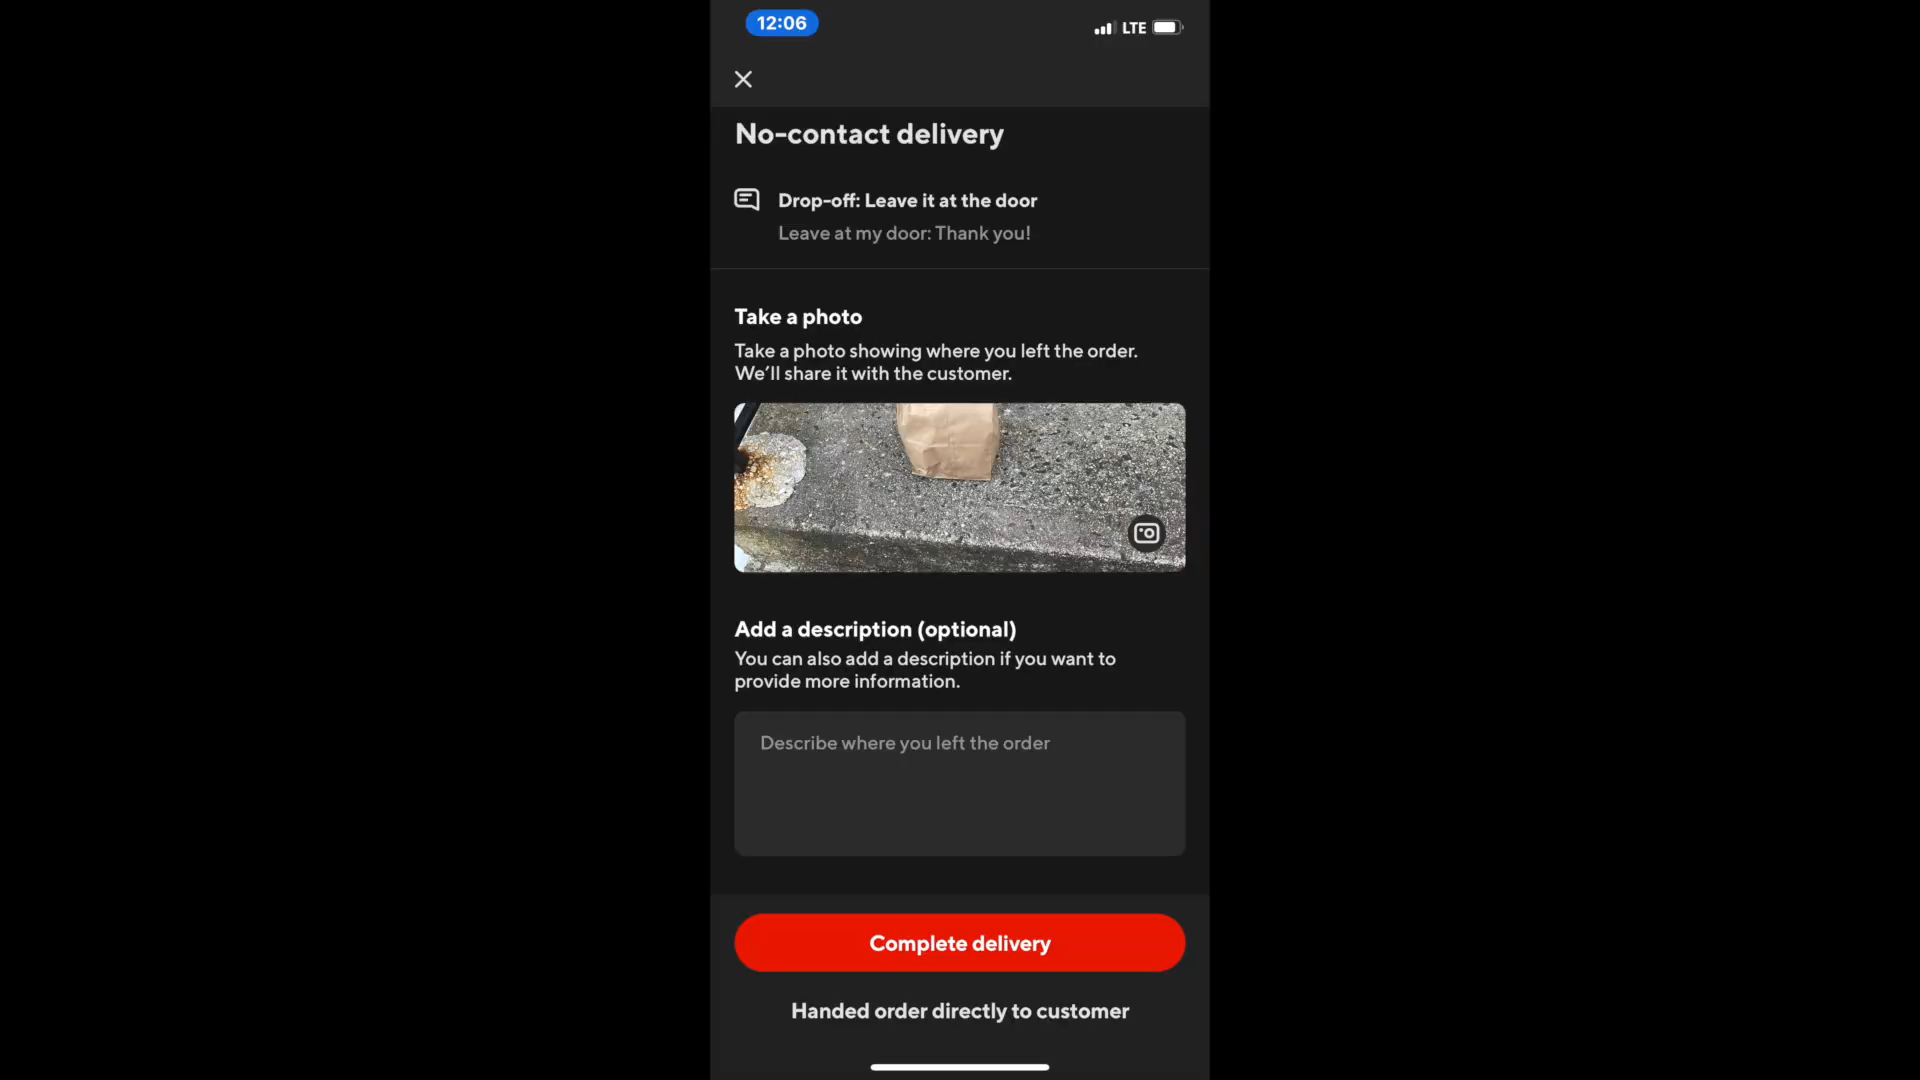 12:06
LTE
No-contact delivery
Drop-off: Leave it at the door
Leave at my door: Thank you!
Take a photo
Take a photo showing where you left the order.
We'll share it with the customer.
Add a description (optional)
You can also add a description if you want to
provide more information.
Describe where you left the order
Complete delivery
Handed order directly to customer